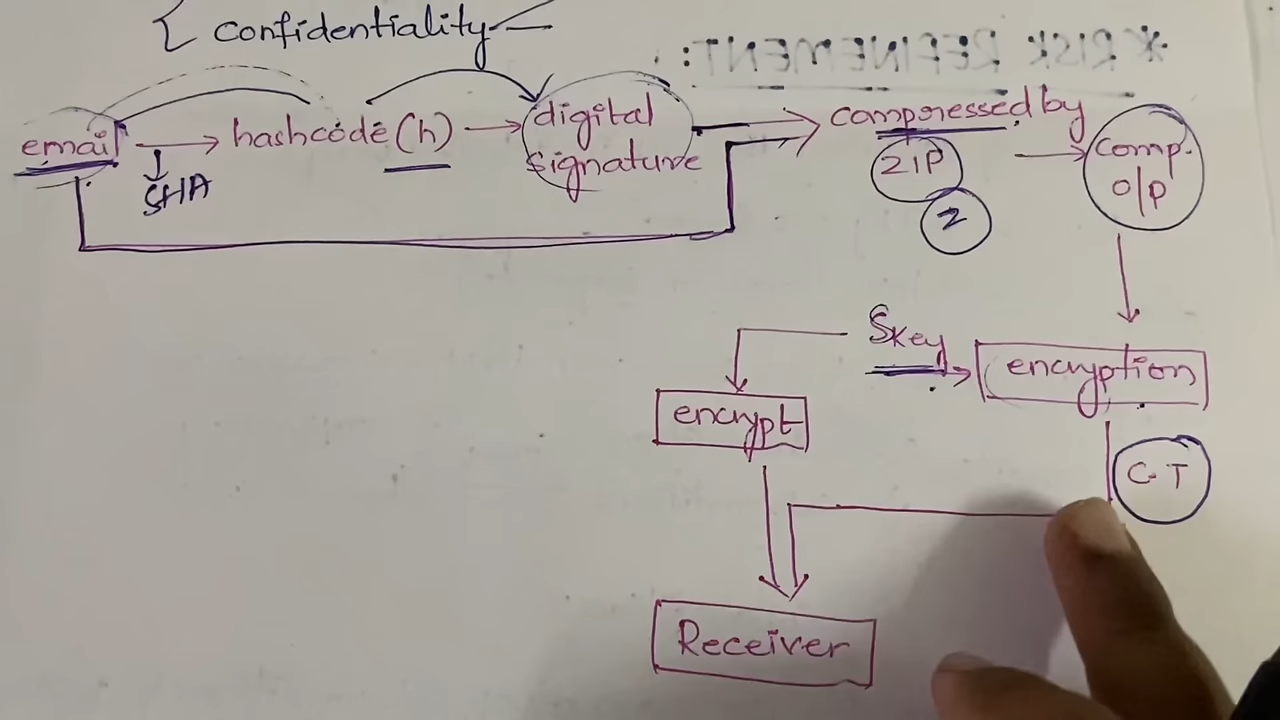 { Confidentiality
* RISK REFINEMENT:
email → hashcode (h) → digital signature
compressed by
ZIP
Z
comp. O/P
SHA
Skey
encryption
encrypt
C-T
Receiver